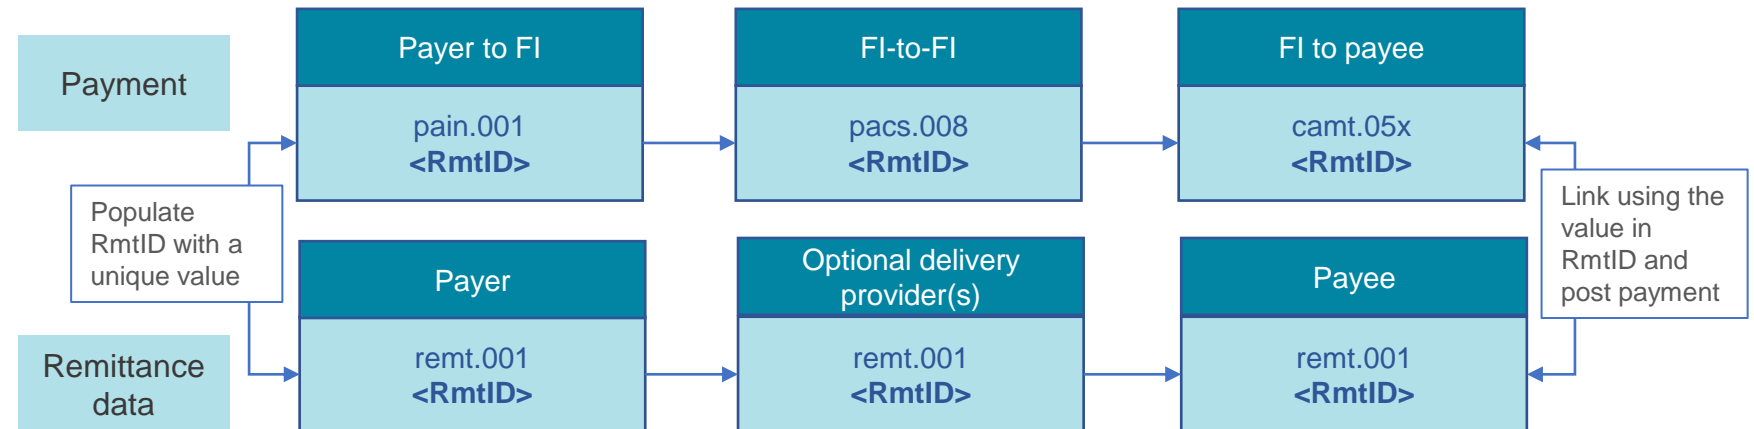 Payment
Payer to FI
pain.001
<RmtID>
FI-to-FI
pacs.008
<RmtID>
FI to payee
camt.05x
<RmtID>
Populate
RmtID with a
unique value
Link using the
value in
RmtID and
post payment
Remittance
data
Payer
remt.001
<RmtID>
Optional delivery
provider(s)
remt.001
<RmtID>
Payee
remt.001
<RmtID>